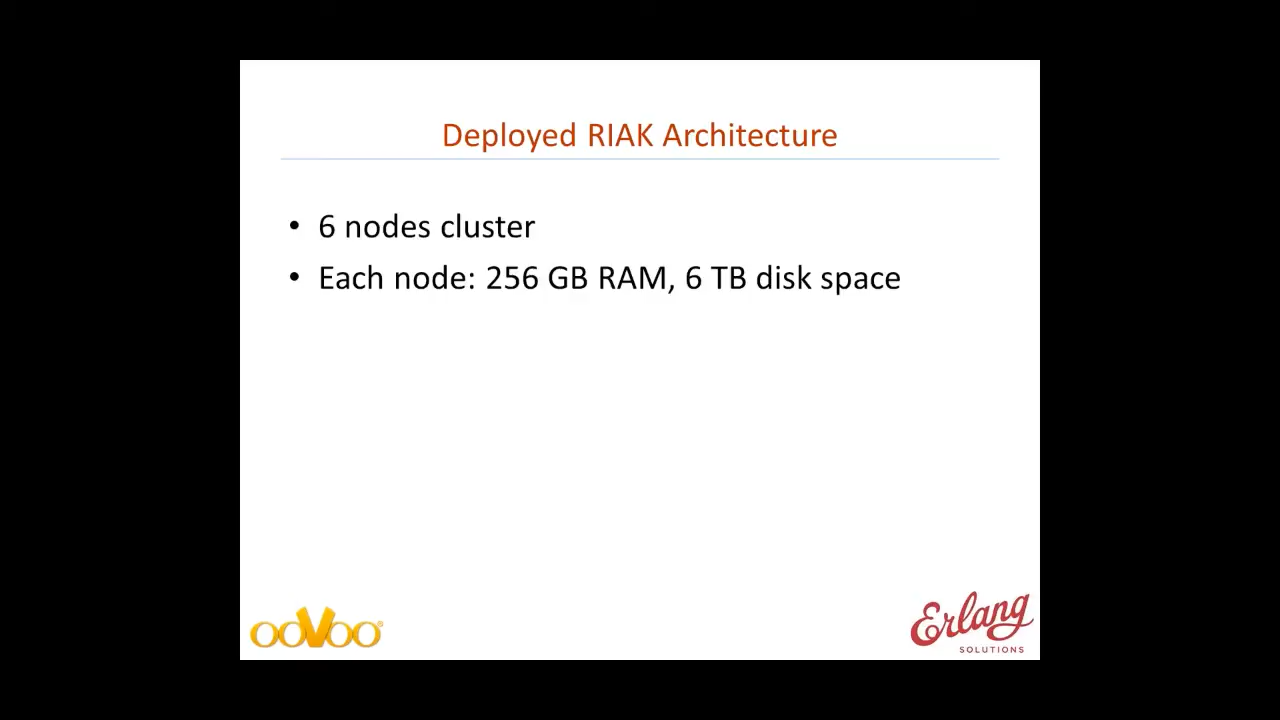 Deployed RIAK Architecture
• 6 nodes cluster
• Each node: 256 GB RAM, 6 TB disk space
ooVoo®
Erlang
SOLUTIONS